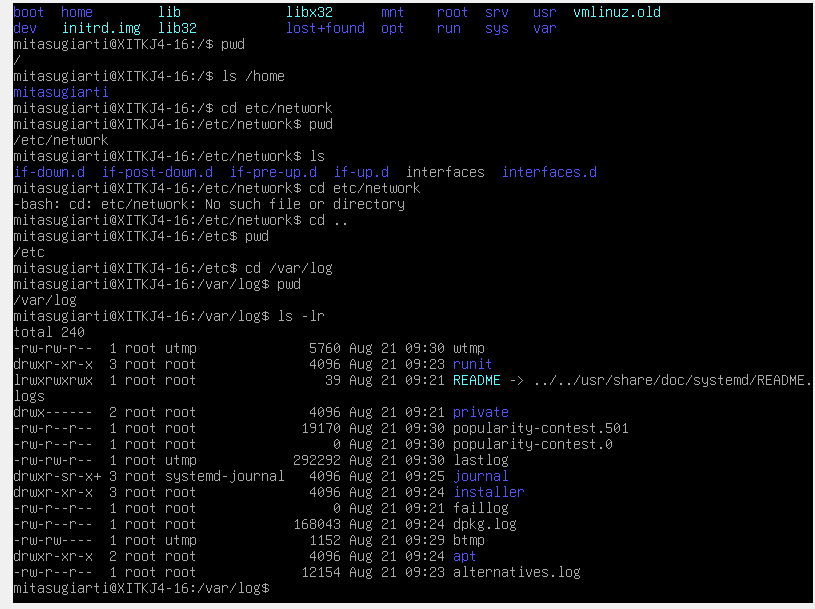 boot  home        lib             libx32      mnt    root  srv   usr  vmlinuz.old
dev   initrd.img  lib32           lost+found  opt    run   sys   var
mitasugiarti@XITKJ4-16:/$ pwd
/
mitasugiarti@XITKJ4-16:/$ ls /home
mitasugiarti
mitasugiarti@XITKJ4-16:/$ cd etc/network
mitasugiarti@XITKJ4-16:/etc/network$ pwd
/etc/network
mitasugiarti@XITKJ4-16:/etc/network$ ls
if-down.d  if-post-down.d  if-pre-up.d  if-up.d  interfaces  interfaces.d
mitasugiarti@XITKJ4-16:/etc/network$ cd etc/network
-bash: cd: etc/network: No such file or directory
mitasugiarti@XITKJ4-16:/etc/network$ cd ..
mitasugiarti@XITKJ4-16:/etc$ pwd
/etc
mitasugiarti@XITKJ4-16:/etc$ cd /var/log
mitasugiarti@XITKJ4-16:/var/log$ pwd
/var/log
mitasugiarti@XITKJ4-16:/var/log$ ls -lr
total 240
-rw-rw-r--  1 root utmp              5760 Aug 21 09:30 wtmp
drwxr-xr-x  3 root root              4096 Aug 21 09:23 runit
lrwxrwxrwx  1 root root                39 Aug 21 09:21 README -> ../../usr/share/doc/systemd/README.
logs
drwx------  2 root root              4096 Aug 21 09:21 private
-rw-r--r--  1 root root             19170 Aug 21 09:30 popularity-contest.501
-rw-r--r--  1 root root                 0 Aug 21 09:30 popularity-contest.0
-rw-rw-r--  1 root utmp            292292 Aug 21 09:30 lastlog
drwxr-sr-x+ 3 root systemd-journal   4096 Aug 21 09:25 journal
drwxr-xr-x  3 root root              4096 Aug 21 09:24 installer
-rw-r--r--  1 root root                 0 Aug 21 09:21 faillog
-rw-r--r--  1 root root            168043 Aug 21 09:24 dpkg.log
-rw-rw----  1 root utmp              1152 Aug 21 09:29 btmp
drwxr-xr-x  2 root root              4096 Aug 21 09:24 apt
-rw-r--r--  1 root root             12154 Aug 21 09:23 alternatives.log
mitasugiarti@XITKJ4-16:/var/log$